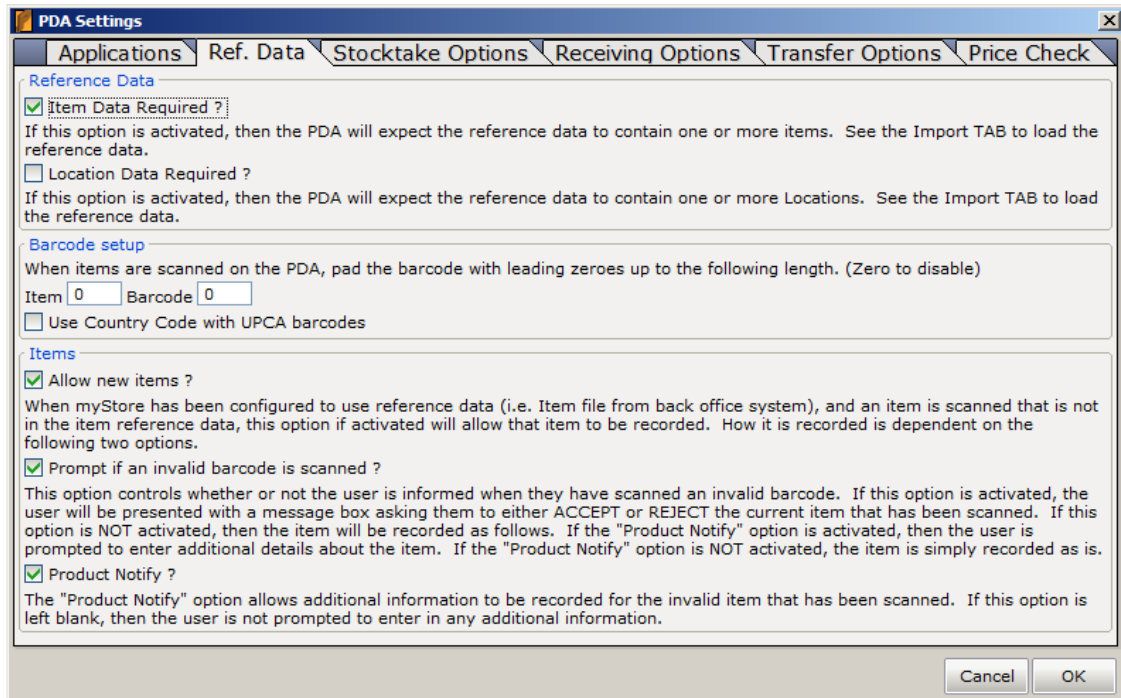 PDA Settings
Applications Ref. Data Stocktake Options Receiving Options Transfer Options Price Check
Reference Data
Item Data Required ?
If this option is activated, then the PDA will expect the reference data to contain one or more items. See the Import TAB to load the
reference data.
Location Data Required ?
If this option is activated, then the PDA will expect the reference data to contain one or more Locations. See the Import TAB to load
the reference data.
Barcode setup
When items are scanned on the PDA, pad the barcode with leading zeroes up to the following length. (Zero to disable)
Item 0 Barcode 0
Use Country Code with UPCA barcodes
Items
Allow new items ?
When myStore has been configured to use reference data (i.e. Item file from back office system), and an item is scanned that is not
in the item reference data, this option if activated will allow that item to be recorded. How it is recorded is dependent on the
following two options.
Prompt if an invalid barcode is scanned ?
This option controls whether or not the user is informed when they have scanned an invalid barcode. If this option is activated, the
user will be presented with a message box asking them to either ACCEPT or REJECT the current item that has been scanned. If this
option is NOT activated, then the item will be recorded as follows. If the "Product Notify" option is activated, then the user is
prompted to enter additional details about the item. If the "Product Notify" option is NOT activated, the item is simply recorded as is.
Product Notify ?
The "Product Notify" option allows additional information to be recorded for the invalid item that has been scanned. If this option is
left blank, then the user is not prompted to enter in any additional information.
Cancel OK